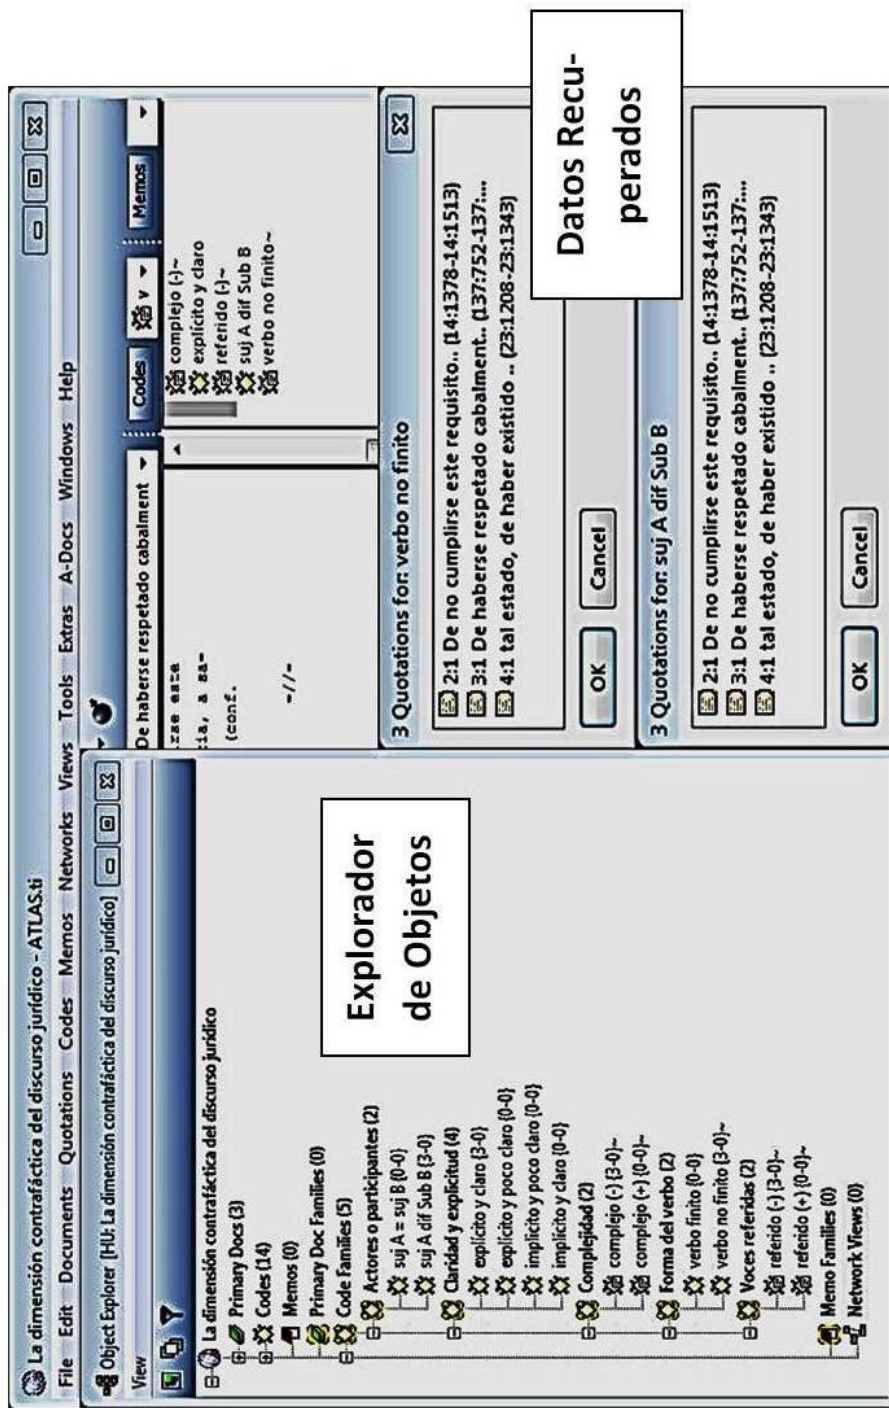 La dimensión contrafáctica del discurso jurídico - ATLAS.ti
File Edit Documents Quotations Codes Memos Networks Views Tools Extras A-Docs Windows Help
Object Explorer [HU: La dimensión contrafáctica del discurso jurídico]
View
La dimensión contrafáctica del discurso jurídico
Primary Docs (3)
Codes (14)
Memos (0)
Primary Doc Families (0)
Code Families (5)
Actores o participantes (2)
suj A = suj B {0-0}
suj A dif Sub B {3-0}
Claridad y explicitud (4)
explícito y claro {3-0}
explícito y poco claro {0-0}
implícito y poco claro {0-0}
implícito y claro {0-0}
Complejidad (2)
complejo (-) {3-0}~
complejo (+) {0-0}~
Forma del verbo (2)
verbo finito {0-0}
verbo no finito {3-0}~
Voces referidas (2)
referido (-) {3-0}~
referido (+) {0-0}~
Memo Families (0)
Network Views (0)
Explorador
de Objetos
De haberse respetado cabalment
Codes
v
Memos
rse este
ia, a sa-
(conf.
-//-
complejo (-)~
explícito y claro
referido (-)~
suj A dif Sub B
verbo no finito~
3 Quotations for: verbo no finito
2:1 De no cumplirse este requisito.. (14:1378-14:1513)
3:1 De haberse respetado cabalment.. (137:752-137:...
4:1 tal estado, de haber existido .. (23:1208-23:1343)
OK Cancel
Datos Recu-
perados
3 Quotations for: suj A dif Sub B
2:1 De no cumplirse este requisito.. (14:1378-14:1513)
3:1 De haberse respetado cabalment.. (137:752-137:...
4:1 tal estado, de haber existido .. (23:1208-23:1343)
OK Cancel